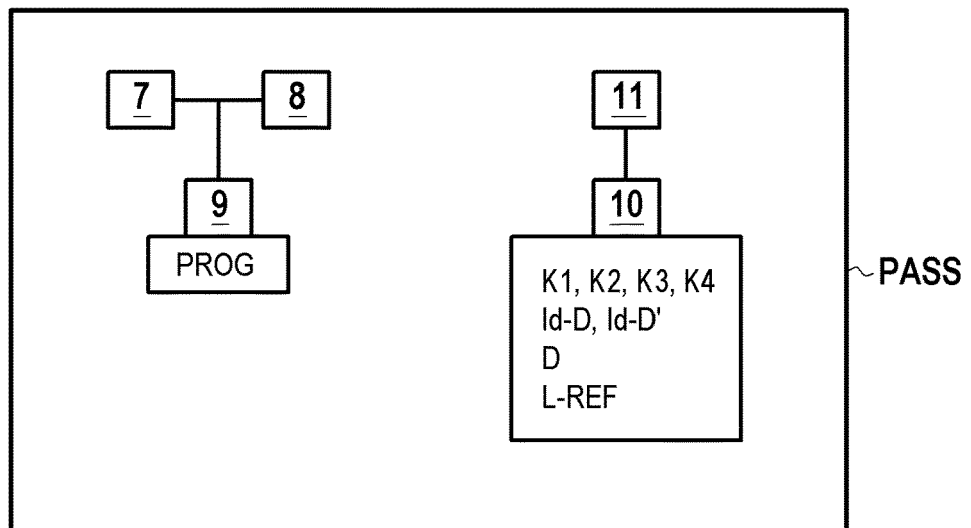 7 8 11
9 10
PROG
K1, K2, K3, K4
Id-D, Id-D'
D
L-REF
PASS